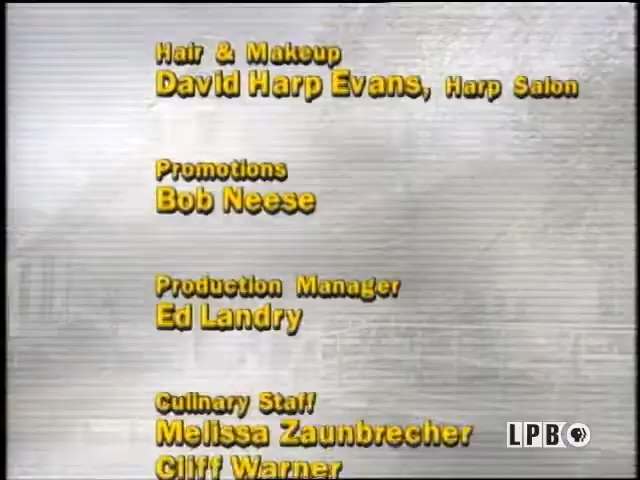 Hair & Makeup
David Harp Evans, Harp Salon
Promotions
Bob Neese
Production Manager
Ed Landry
Culinary Staff
Melissa Zaunbrecher
Cliff Warner
LPB